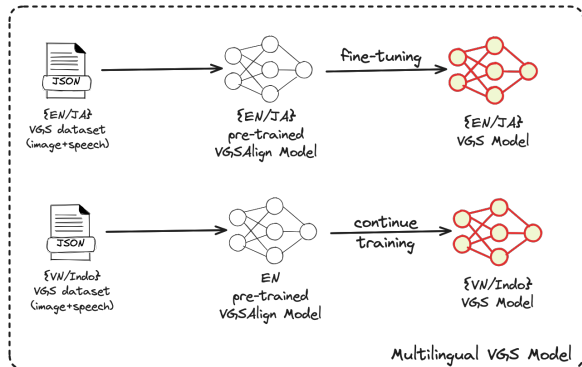 JSON
{EN/JA}
VGS dataset
(image+speech)
{EN/JA}
pre-trained
VGSAlign Model
fine-tuning
{EN/JA}
VGS Model
JSON
{VN/Indo}
VGS dataset
(image+speech)
EN
pre-trained
VGSAlign Model
continue
training
{VN/Indo}
VGS Model
Multilingual VGS Model